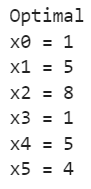 Optimal
x0 = 1
x1 = 5
x2 = 8
x3 = 1
x4 = 5
x5 = 4